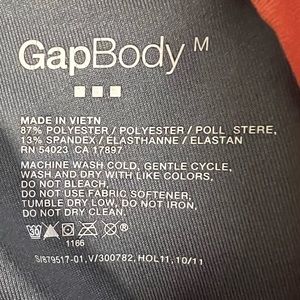 GapBody M
MADE IN VIETN
87% POLYESTER / POLYESTER / POLL STERE,
13% SPANDEX / ELASTHANNE / ELASTAN
RN 54023 CA 17897
MACHINE WASH COLD, GENTLE CYCLE,
WASH AND DRY WITH LIKE COLORS,
DO NOT BLEACH,
DO NOT USE FABRIC SOFTENER,
TUMBLE DRY LOW, DO NOT IRON,
DO NOT DRY CLEAN
30
1166
S/879517-01, V/300782, HOL11, 10/11